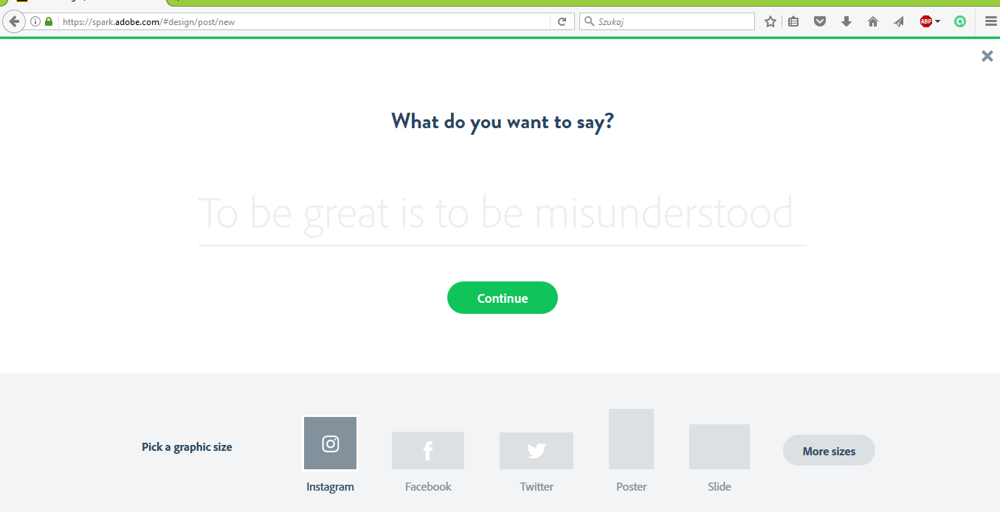 https://spark.adobe.com/#design/post/new
Szukaj
ABP
What do you want to say?
To be great is to be misunderstood
Continue
Pick a graphic size
More sizes
Instagram
Facebook
Twitter
Poster
Slide